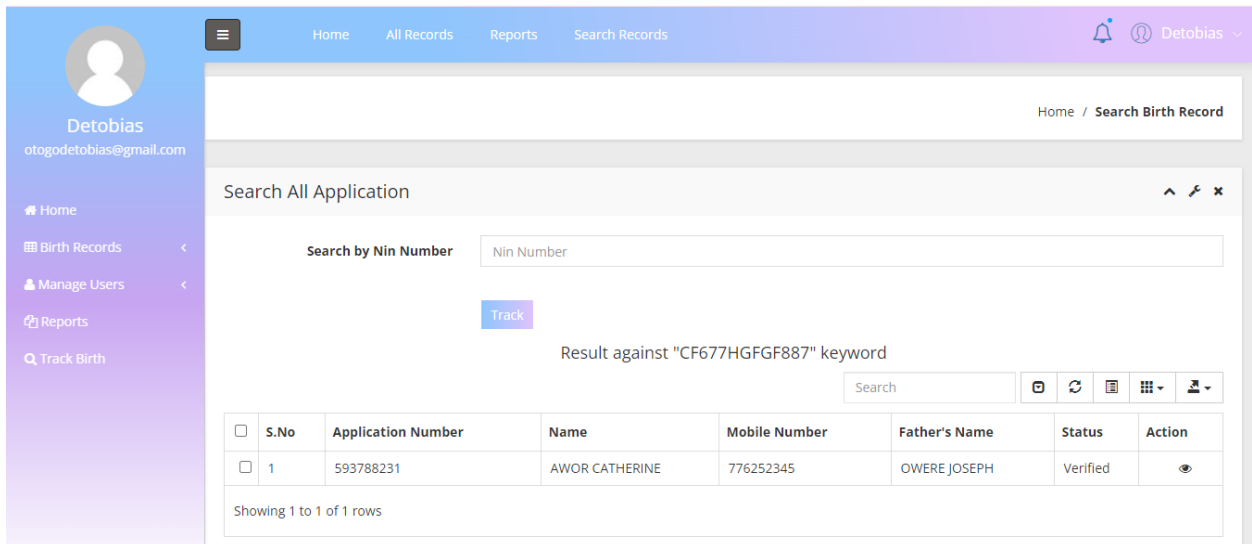 Home All Records Reports Search Records Detobias
Detobias
otogodetobias@gmail.com
Home
Birth Records
Manage Users
Reports
Track Birth
Home / Search Birth Record
Search All Application
Search by Nin Number Nin Number
Track
Result against "CF677HGFGF887" keyword
Search
S.No Application Number Name Mobile Number Father's Name Status Action
1 593788231 AWOR CATHERINE 776252345 OWERE JOSEPH Verified
Showing 1 to 1 of 1 rows